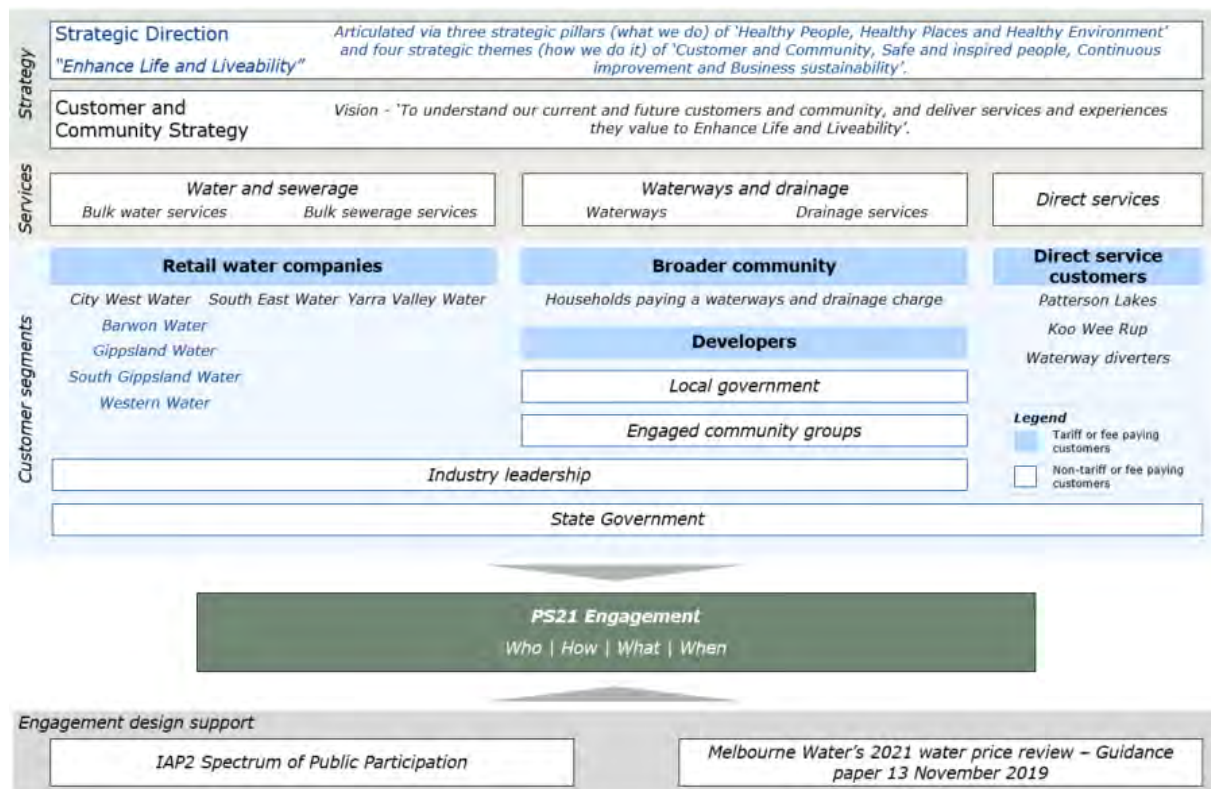 Strategy
Strategic Direction
"Enhance Life and Liveability"
Articulated via three strategic pillars (what we do) of 'Healthy People, Healthy Places and Healthy Environment'
and four strategic themes (how we do it) of 'Customer and Community, Safe and inspired people, Continuous
improvement and Business sustainability'.
Customer and
Community Strategy
Vision - 'To understand our current and future customers and community, and deliver services and experiences
they value to Enhance Life and Liveability'.
Services
Water and sewerage
Bulk water services Bulk sewerage services
Waterways and drainage
Waterways Drainage services
Direct services
Customer segments
Retail water companies
City West Water South East Water Yarra Valley Water
Barwon Water
Gippsland Water
South Gippsland Water
Western Water
Broader community
Households paying a waterways and drainage charge
Developers
Local government
Engaged community groups
Direct service
customers
Patterson Lakes
Koo Wee Rup
Waterway diverters
Legend
Tariff or fee paying
customers
Non-tariff or fee paying
customers
Industry leadership
State Government
PS21 Engagement
Who | How | What | When
Engagement design support
IAP2 Spectrum of Public Participation
Melbourne Water's 2021 water price review – Guidance
paper 13 November 2019